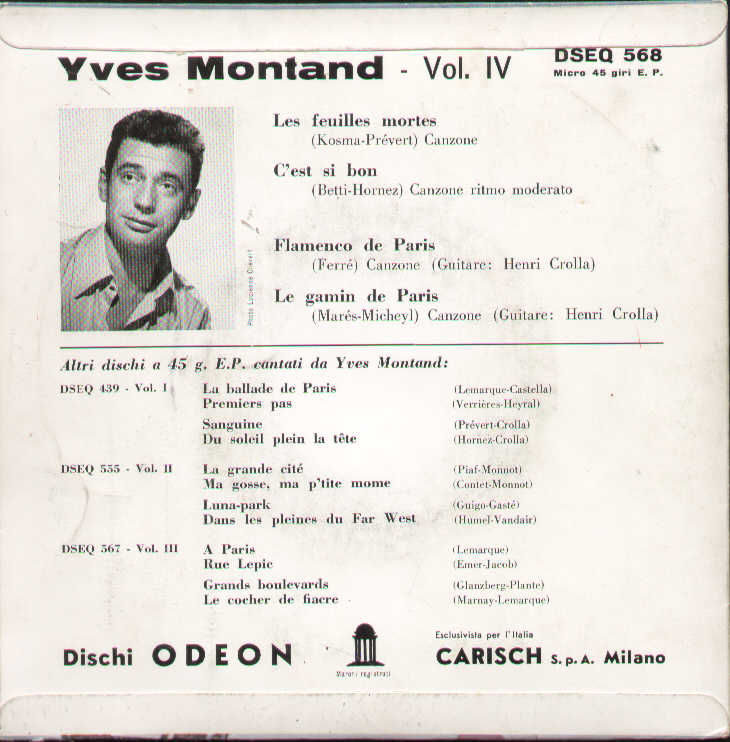 Yves Montand - Vol. IV
DSEQ 568
Micro 45 giri E. P.
Les feuilles mortes
(Kosma-Prévert) Canzone
C'est si bon
(Betti-Hornez) Canzone ritmo moderato
Flamenco de Paris
(Ferré) Canzone (Guitare: Henri Crolla)
Le gamin de Paris
(Marés-Micheyl) Canzone (Guitare: Henri Crolla)
Photo Lucienne Chevert
Altri dischi a 45 g. E.P. cantati da Yves Montand:
DSEQ 439 - Vol. I La ballade de Paris (Lemarque-Castella)
Premiers pas (Verrières-Heyral)
Sanguine (Prévert-Crolla)
Du soleil plein la tête (Hornez-Crolla)
DSEQ 555 - Vol. II La grande cité (Piaf-Monnot)
Ma gosse, ma p'tite mome (Contet-Monnot)
Luna-park (Guigo-Gasté)
Dans les pleines du Far West (Humel-Vandair)
DSEQ 567 - Vol. III A Paris (Lemarque)
Rue Lepic (Emer-Jacob)
Grands boulevards (Glanzberg-Plante)
Le cocher de fiacre (Marnay-Lemarque)
Dischi ODEON
Marchi registrati
Esclusivista per l'Italia
CARISCH S.p.A. Milano